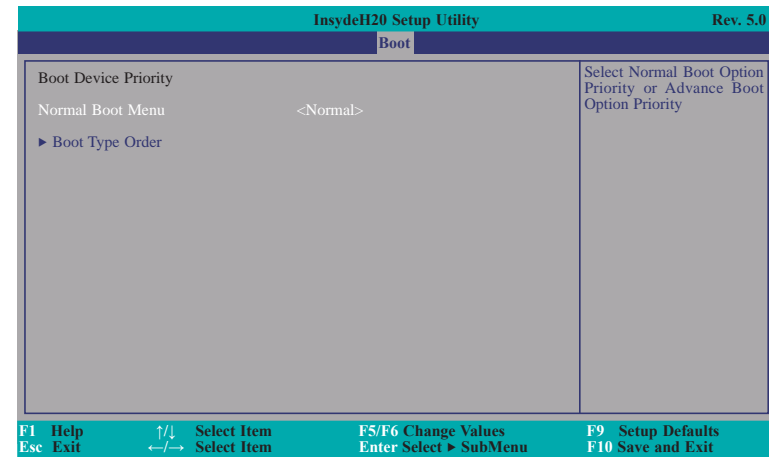 InsydeH20 Setup Utility Rev. 5.0
Boot
Boot Device Priority
Normal Boot Menu <Normal>
▶ Boot Type Order
Select Normal Boot Option
Priority or Advance Boot
Option Priority
F1 Help ↑/↓ Select Item F5/F6 Change Values F9 Setup Defaults
Esc Exit ←/→ Select Item Enter Select ▶ SubMenu F10 Save and Exit